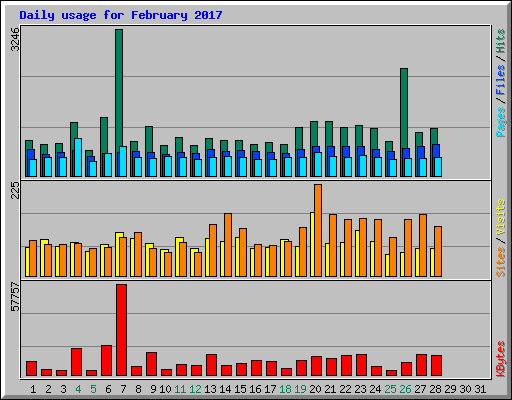 Daily usage for February 2017
3246
Pages / Files / Hits
225
Sites / Visits
57757
KBytes
1 2 3 4 5 6 7 8 9 10 11 12 13 14 15 16 17 18 19 20 21 22 23 24 25 26 27 28 29 30 31